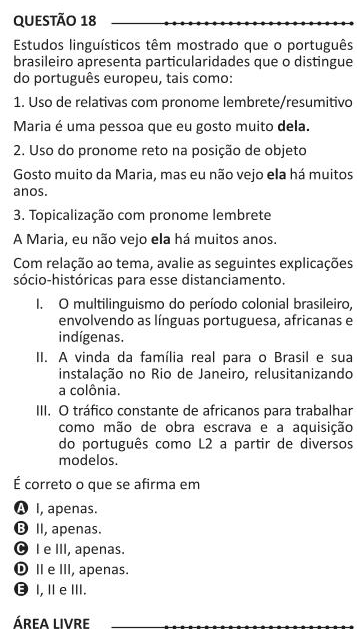 QUESTÃO 18
Estudos linguísticos têm mostrado que o português
brasileiro apresenta particularidades que o distingue
do português europeu, tais como:
1. Uso de relativas com pronome lembrete/resumitivo
Maria é uma pessoa que eu gosto muito dela.
2. Uso do pronome reto na posição de objeto
Gosto muito da Maria, mas eu não vejo ela há muitos
anos.
3. Topicalização com pronome lembrete
A Maria, eu não vejo ela há muitos anos.
Com relação ao tema, avalie as seguintes explicações
sócio-históricas para esse distanciamento.
I. O multilinguismo do período colonial brasileiro,
envolvendo as línguas portuguesa, africanas e
indígenas.
II. A vinda da família real para o Brasil e sua
instalação no Rio de Janeiro, relusitanizando
a colônia.
III. O tráfico constante de africanos para trabalhar
como mão de obra escrava e a aquisição
do português como L2 a partir de diversos
modelos.
É correto o que se afirma em
A I, apenas.
B II, apenas.
C I e III, apenas.
D II e III, apenas.
E I, II e III.
ÁREA LIVRE